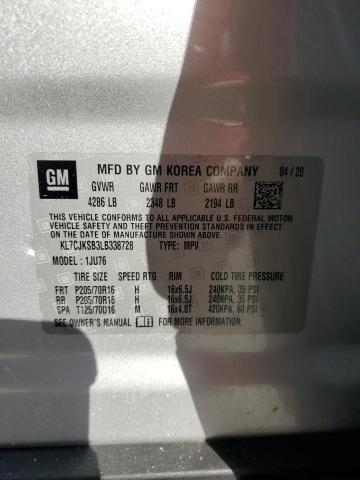 GM
MFD BY GM KOREA COMPANY 04/20
GVWR GAWR FRT GAWR RR
4286 LB 2348 LB 2194 LB
THIS VEHICLE CONFORMS TO ALL APPLICABLE U.S. FEDERAL MOTOR
VEHICLE SAFETY AND THEFT PREVENTION STANDARDS IN EFFECT
ON THE DATE OF MANUFACTURE SHOWN ABOVE.
KL7CJKSB3LB338728 TYPE: MPV
MODEL: 1JU76
TIRE SIZE SPEED RTG RIM COLD TIRE PRESSURE
FRT P205/70R16 H 16x6.5J 240KPA, 35 PSI
RR P205/70R16 H 16x6.5J 240KPA, 35 PSI
SPA T125/70D16 M 16x4.0T 420KPA, 60 PSI
SEE OWNER'S MANUAL FOR MORE INFORMATION.